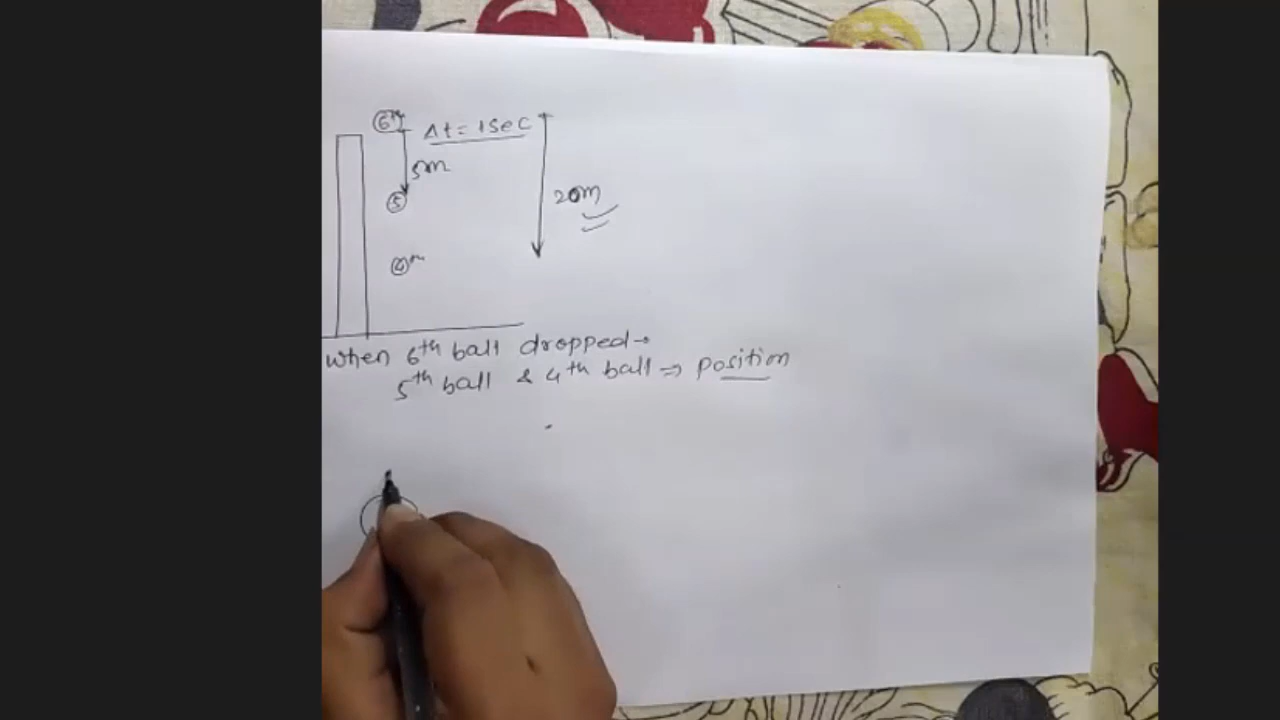 6th
Δt = 1sec
5m
5
20m
4th
when 6th ball dropped→
5th ball & 4th ball ⇒ position